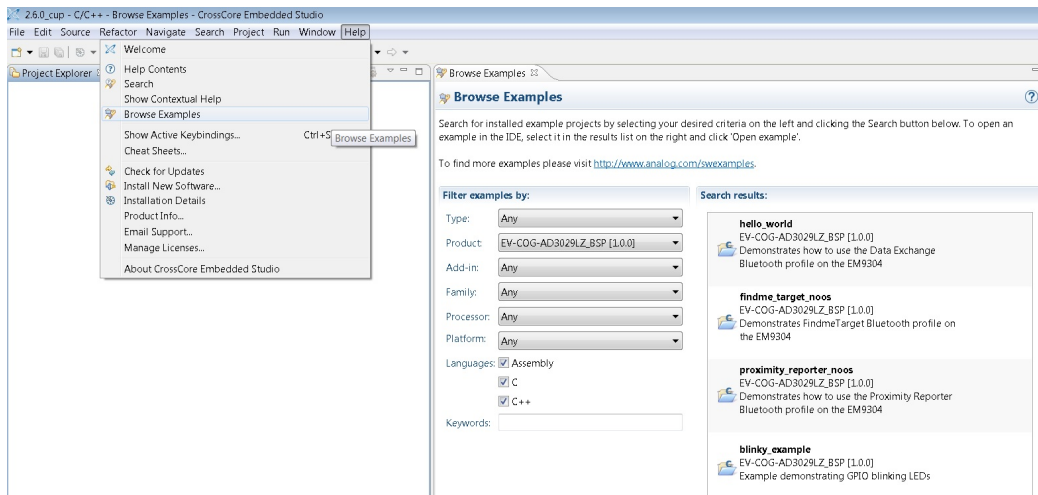 2.6.0_cup - C/C++ - Browse Examples - CrossCore Embedded Studio
File Edit Source Refactor Navigate Search Project Run Window Help
Project Explorer
Welcome
Help Contents
Search
Show Contextual Help
Browse Examples
Show Active Keybindings... Ctrl+S
Browse Examples
Cheat Sheets...
Check for Updates
Install New Software...
Installation Details
Product Info...
Email Support...
Manage Licenses...
About CrossCore Embedded Studio
Browse Examples
Browse Examples
Search for installed example projects by selecting your desired criteria on the left and clicking the Search button below. To open an
example in the IDE, select it in the results list on the right and click 'Open example'.
To find more examples please visit http://www.analog.com/swexamples.
Filter examples by:
Type: Any
Product: EV-COG-AD3029LZ_BSP [1.0.0]
Add-in: Any
Family: Any
Processor: Any
Platform: Any
Languages: Assembly
C
C++
Keywords:
Search results:
hello_world
EV-COG-AD3029LZ_BSP [1.0.0]
Demonstrates how to use the Data Exchange
Bluetooth profile on the EM9304
findme_target_noos
EV-COG-AD3029LZ_BSP [1.0.0]
Demonstrates FindmeTarget Bluetooth profile on
the EM9304
proximity_reporter_noos
EV-COG-AD3029LZ_BSP [1.0.0]
Demonstrates how to use the Proximity Reporter
Bluetooth profile on the EM9304
blinky_example
EV-COG-AD3029LZ_BSP [1.0.0]
Example demonstrating GPIO blinking LEDs